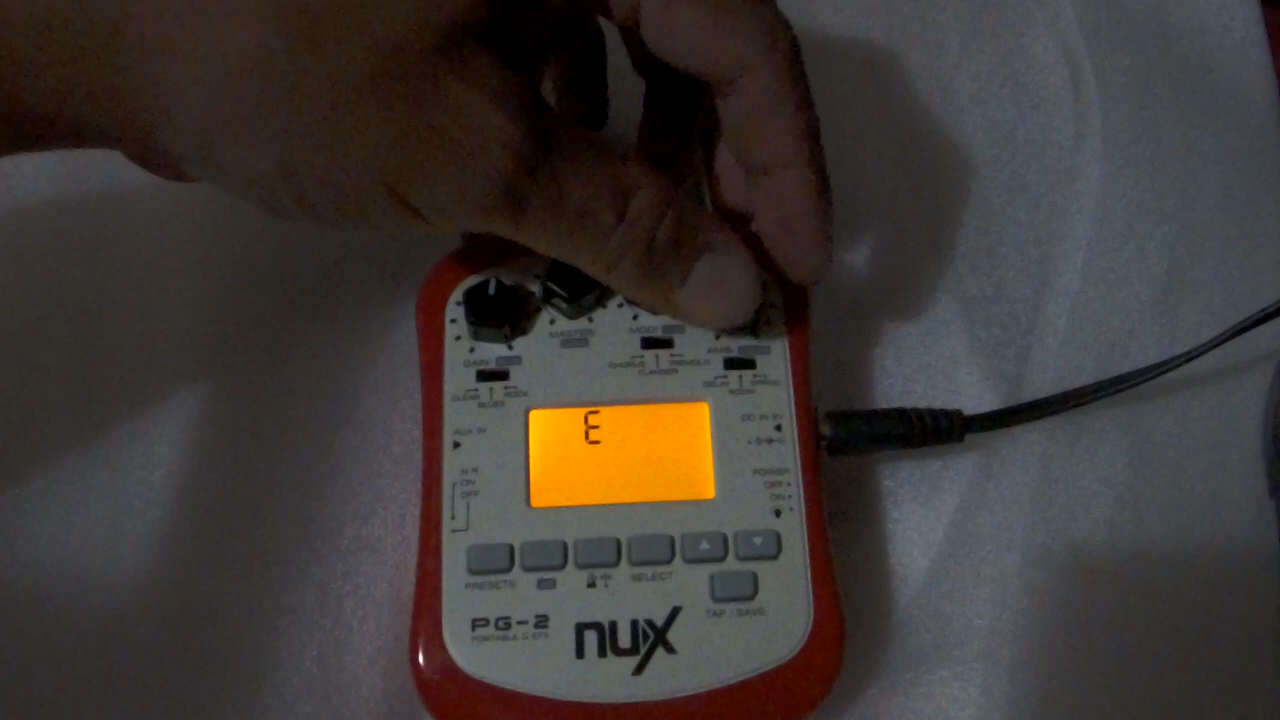 GAIN
MASTER
MOD
AMB
CLEAR
BLUES
ROCK
CHORUS
FLANGER
TREMOLO
DELAY
ROOM
SPRING
E
AUX IN
N.R
ON
OFF
DC IN 9V
POWER
OFF
ON
PRESETS
SELECT
TAP / SAVE
PG-2
PORTABLE G.EFX
nux